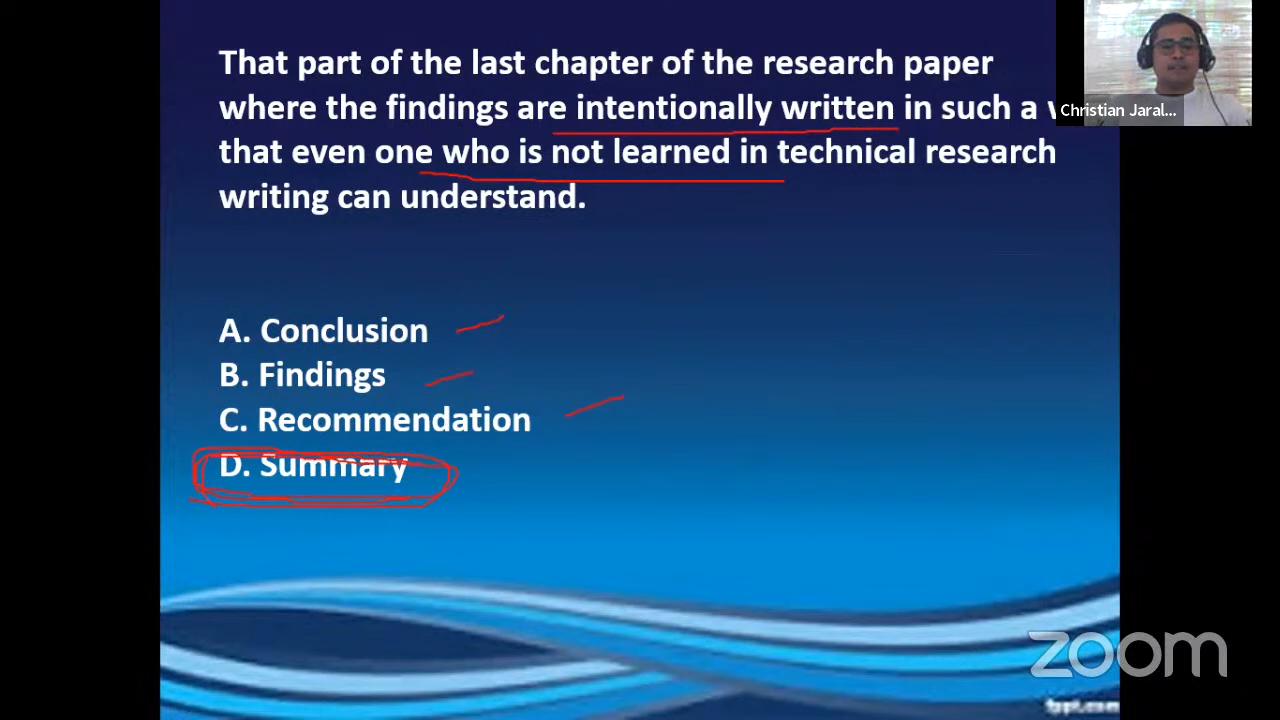 That part of the last chapter of the research paper
where the findings are intentionally written in such a
that even one who is not learned in technical research
writing can understand.
A. Conclusion
B. Findings
C. Recommendation
D. Summary
Christian Jaral...
zoom
fppt.com